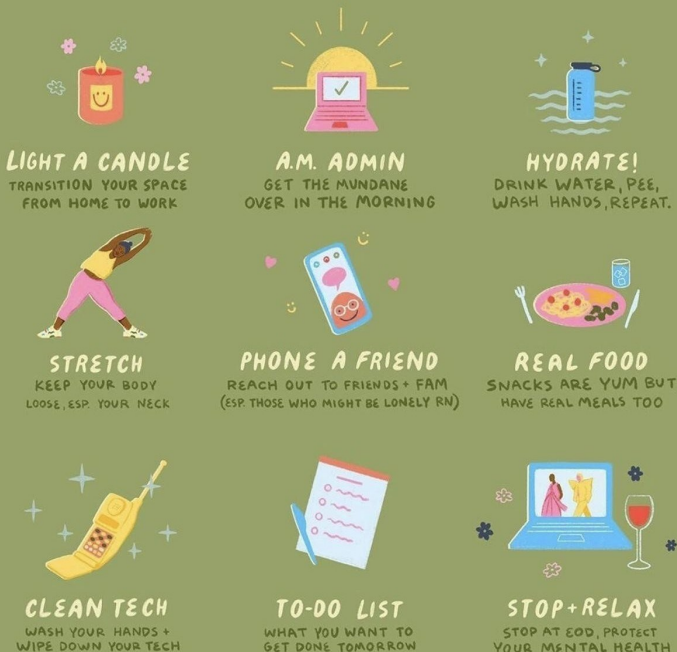 LIGHT A CANDLE
TRANSITION YOUR SPACE
FROM HOME TO WORK
A.M. ADMIN
GET THE MUNDANE
OVER IN THE MORNING
HYDRATE!
DRINK WATER, PEE,
WASH HANDS, REPEAT.
STRETCH
KEEP YOUR BODY
LOOSE, ESP. YOUR NECK
PHONE A FRIEND
REACH OUT TO FRIENDS + FAM
(ESP. THOSE WHO MIGHT BE LONELY RN)
REAL FOOD
SNACKS ARE YUM BUT
HAVE REAL MEALS TOO
CLEAN TECH
WASH YOUR HANDS +
WIPE DOWN YOUR TECH
TO-DO LIST
WHAT YOU WANT TO
GET DONE TOMORROW
STOP + RELAX
STOP AT EOD, PROTECT
YOUR MENTAL HEALTH